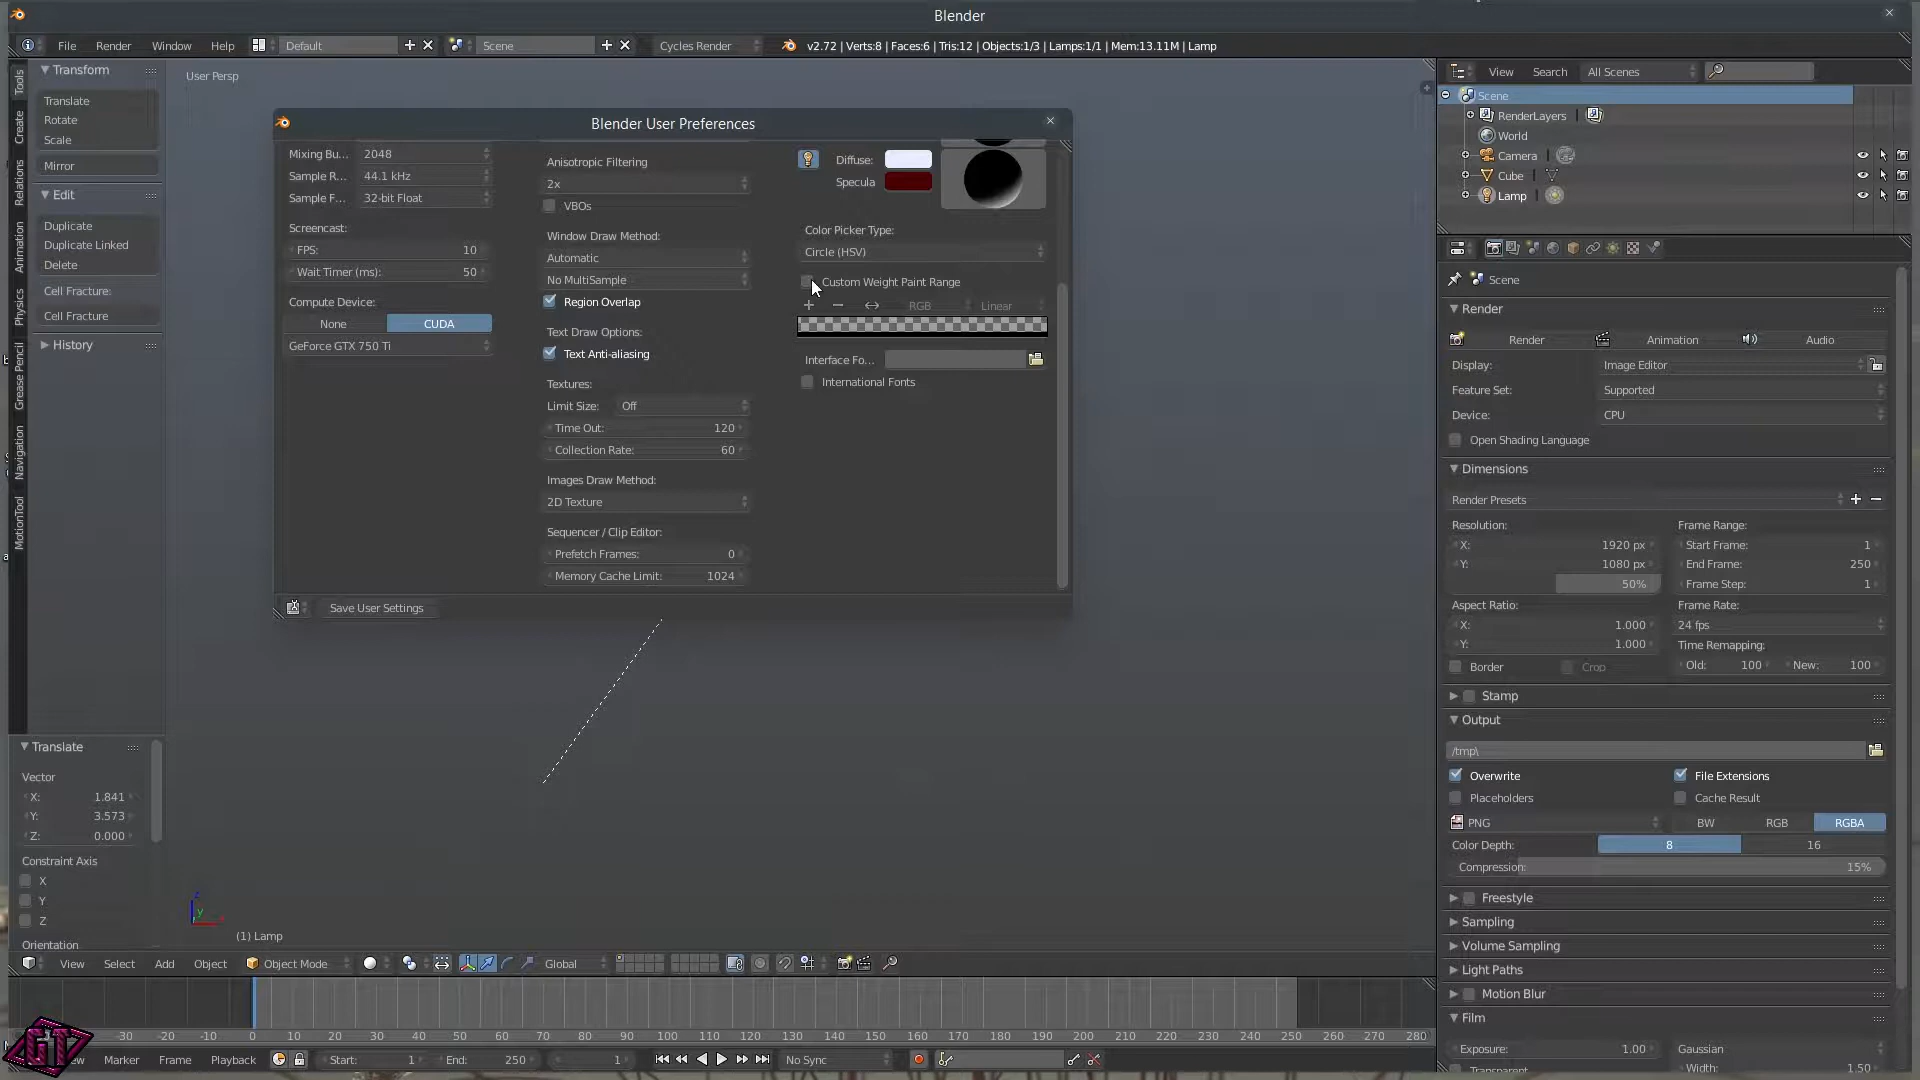 Blender
File Render Window Help Default Scene Cycles Render v2.72 | Verts:8 | Faces:6 | Tris:12 | Objects:1/3 | Lamps:1/1 | Mem:13.11M | Lamp
Tools
Create
Relations
Animation
Physics
Grease Pencil
Navigation
MotionTool
Transform
Translate
Rotate
Scale
Mirror
Edit
Duplicate
Duplicate Linked
Delete
Cell Fracture:
Cell Fracture
History
Translate
Vector
X: 1.841
Y: 3.573
Z: 0.000
Constraint Axis
X
Y
Z
Orientation
User Persp
Blender User Preferences
Mixing Bu... 2048
Sample R... 44.1 kHz
Sample F... 32-bit Float
Screencast:
FPS: 10
Wait Timer (ms): 50
Compute Device:
None CUDA
GeForce GTX 750 Ti
Anisotropic Filtering
2x
VBOs
Window Draw Method:
Automatic
No MultiSample
Region Overlap
Text Draw Options:
Text Anti-aliasing
Textures:
Limit Size: Off
Time Out: 120
Collection Rate: 60
Images Draw Method:
2D Texture
Sequencer / Clip Editor:
Prefetch Frames: 0
Memory Cache Limit: 1024
Diffuse:
Specula
Color Picker Type:
Circle (HSV)
Custom Weight Paint Range
RGB Linear
Interface Fo...
International Fonts
Save User Settings
z
y
(1) Lamp
View Select Add Object Object Mode Global
-30 -20 -10 0 10 20 30 40 50 60 70 80 90 100 110 120 130 140 150 160 170 180 190 200 210 220 230 240 250 260 270 280
GT
Marker Frame Playback Start: 1 End: 250 1 No Sync
View Search All Scenes
Scene
RenderLayers
World
Camera
Cube
Lamp
Scene
Render
Render Animation Audio
Display: Image Editor
Feature Set: Supported
Device: CPU
Open Shading Language
Dimensions
Render Presets
Resolution: Frame Range:
X: 1920 px Start Frame: 1
Y: 1080 px End Frame: 250
50% Frame Step: 1
Aspect Ratio: Frame Rate:
X: 1.000 24 fps
Y: 1.000 Time Remapping:
Border Crop Old: 100 New: 100
Stamp
Output
/tmp\
Overwrite File Extensions
Placeholders Cache Result
PNG BW RGB RGBA
Color Depth: 8 16
Compression: 15%
Freestyle
Sampling
Volume Sampling
Light Paths
Motion Blur
Film
Exposure: 1.00 Gaussian
Transparent Width: 1.50